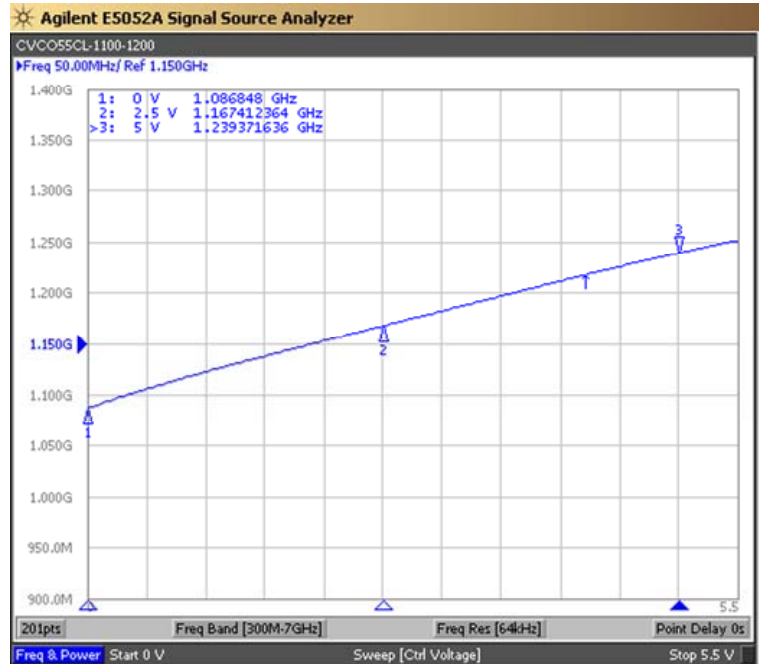 Agilent E5052A Signal Source Analyzer
CVCO55CL-1100-1200
Freq 50.00MHz/ Ref 1.150GHz
1: 0 V 1.086848 GHz
2: 2.5 V 1.167412364 GHz
>3: 5 V 1.239371636 GHz
1.400G
1.350G
1.300G
1.250G
1.200G
1.150G
1.100G
1.050G
1.000G
950.0M
900.0M
3
2
1
5.5
201pts Freq Band [300M-7GHz] Freq Res [64kHz] Point Delay 0s
Freq & Power Start 0 V Sweep [Ctrl Voltage] Stop 5.5 V